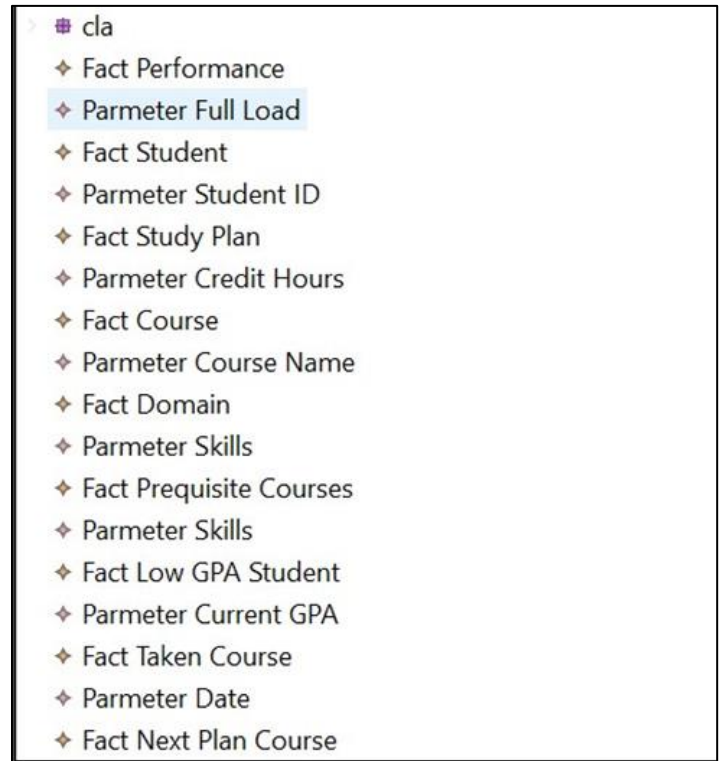 cla
Fact Performance
Parmeter Full Load
Fact Student
Parmeter Student ID
Fact Study Plan
Parmeter Credit Hours
Fact Course
Parmeter Course Name
Fact Domain
Parmeter Skills
Fact Prequisite Courses
Parmeter Skills
Fact Low GPA Student
Parmeter Current GPA
Fact Taken Course
Parmeter Date
Fact Next Plan Course